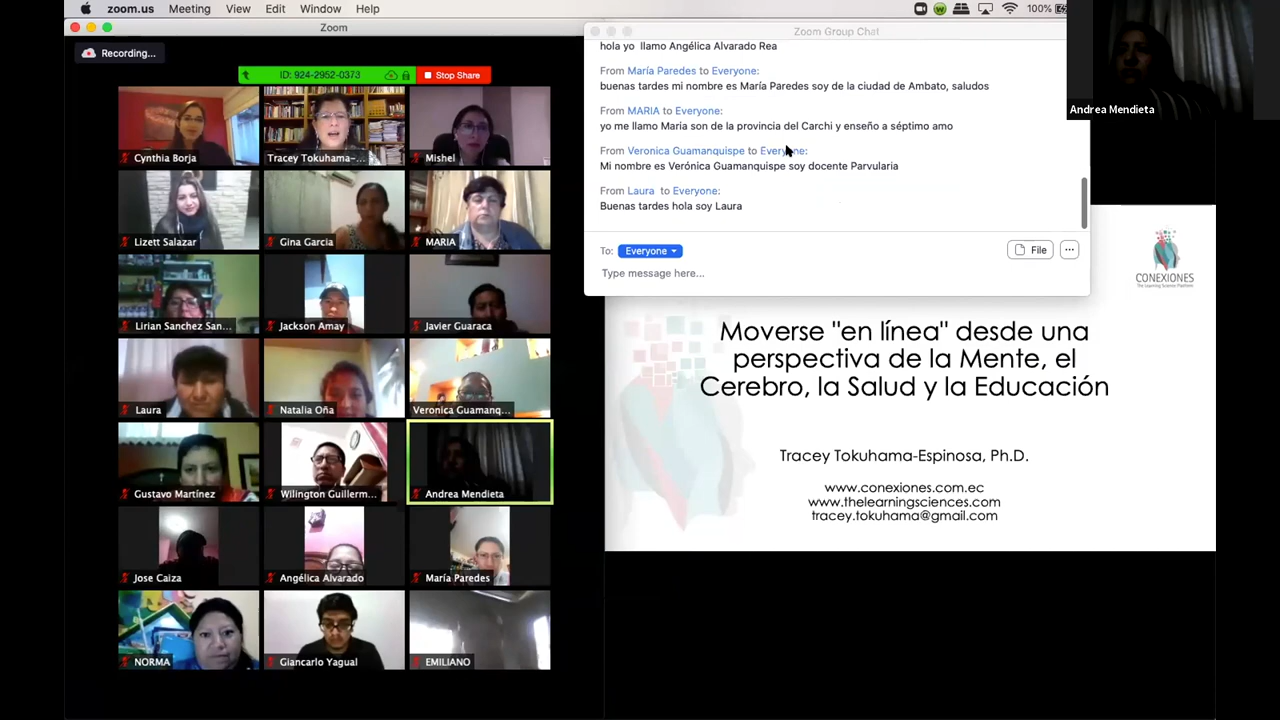 zoom.us Meeting View Edit Window Help
100%
Zoom
Recording...
ID: 924-2952-0373
Stop Share
Cynthia Borja
Tracey Tokuhama-...
Mishel
Lizett Salazar
Gina Garcia
MARIA
Lirian Sanchez San...
Jackson Amay
Javier Guaraca
Laura
Natalia Oña
Veronica Guamanq...
Gustavo Martínez
Wilington Guillerm...
Andrea Mendieta
Jose Caiza
Angélica Alvarado
María Paredes
NORMA
Giancarlo Yagual
EMILIANO
Zoom Group Chat
hola yo llamo Angélica Alvarado Rea
From María Paredes to Everyone:
buenas tardes mi nombre es María Paredes soy de la ciudad de Ambato, saludos
From MARIA to Everyone:
yo me llamo Maria son de la provincia del Carchi y enseño a séptimo amo
From Veronica Guamanquispe to Everyone:
Mi nombre es Verónica Guamanquispe soy docente Parvularia
From Laura to Everyone:
Buenas tardes hola soy Laura
To: Everyone
File
Type message here...
Andrea Mendieta
CONEXIONES
The Learning Science Platform
Moverse "en línea" desde una
perspectiva de la Mente, el
Cerebro, la Salud y la Educación
Tracey Tokuhama-Espinosa, Ph.D.
www.conexiones.com.ec
www.thelearningsciences.com
tracey.tokuhama@gmail.com